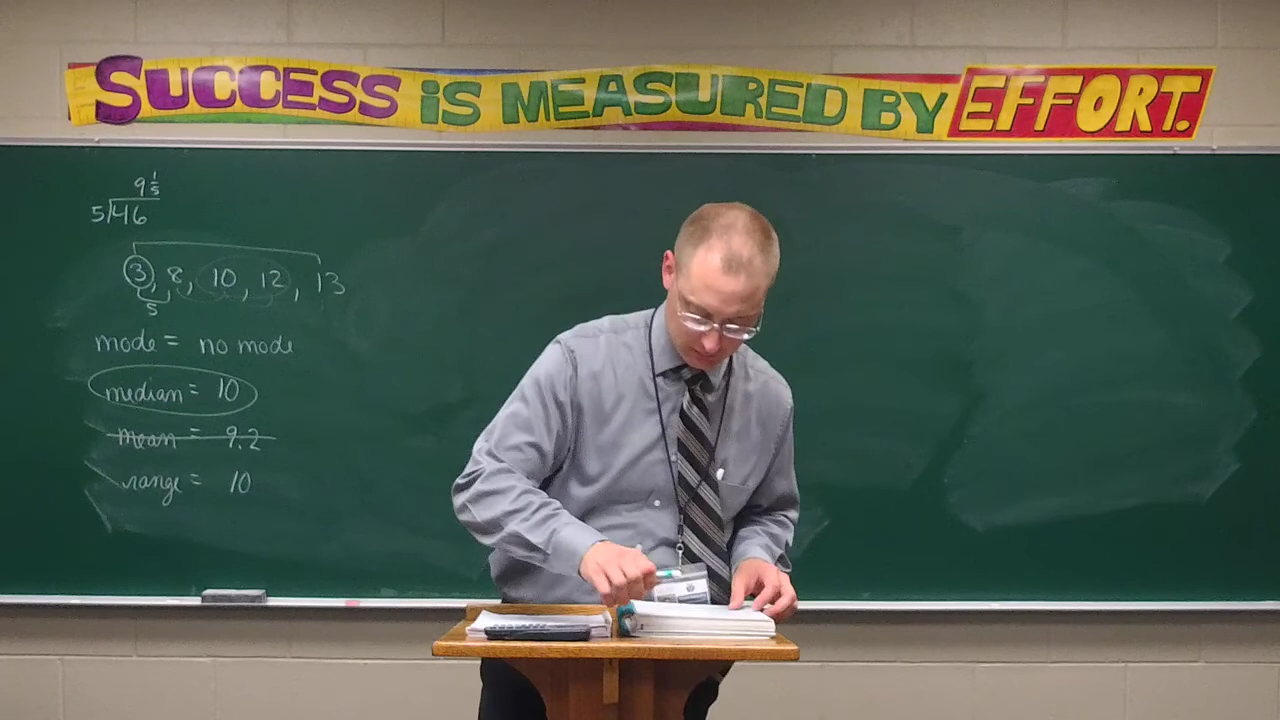 SUCCESS iS MEASURED BY EFFORT.
9 1/5
5)46
3, 8, 10, 12, 13
5
mode = no mode
median = 10
mean = 9.2
range = 10